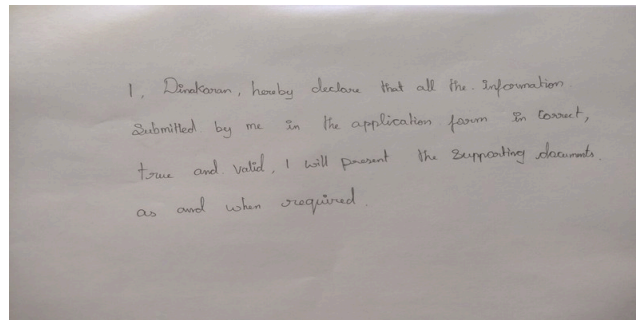 I, Dinakaran, hereby declare that all the Information
Submitted by me in the application form in Correct,
true and valid, I will present the supporting documents.
as and when required.